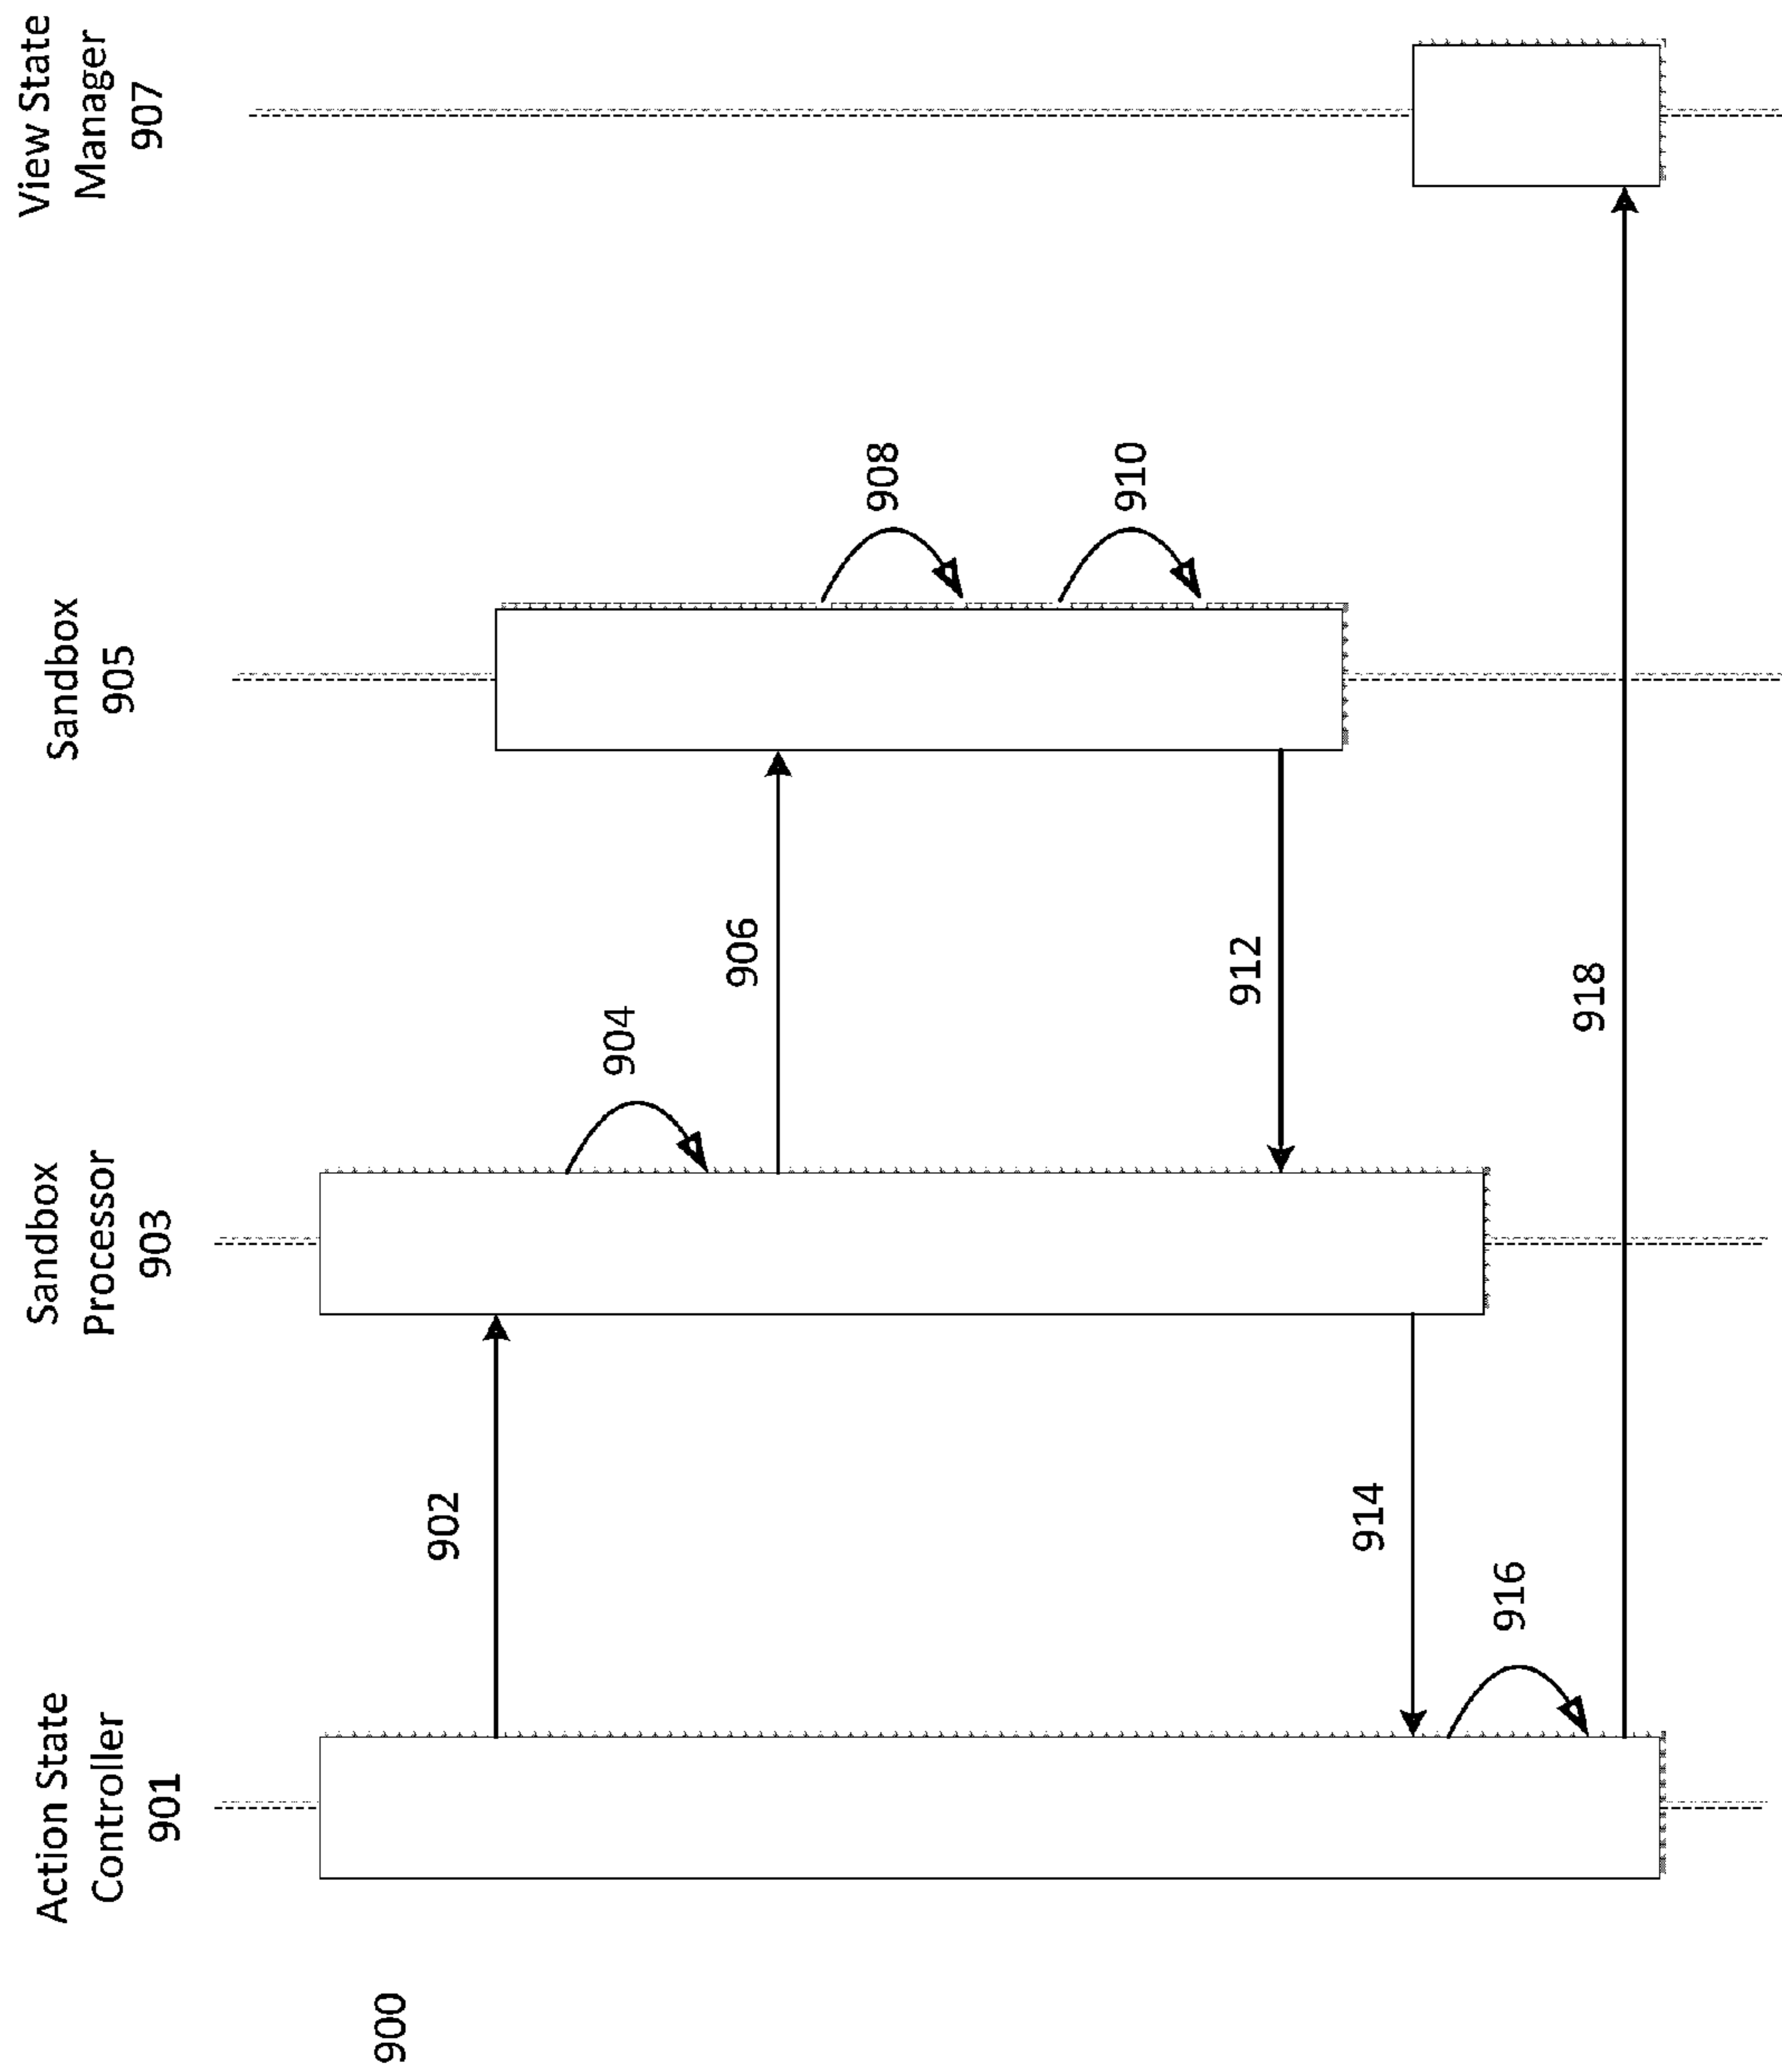 900
Action State
Controller
901
Sandbox
Processor
903
Sandbox
905
View State
Manager
907
902
904
906
908
910
912
914
916
918